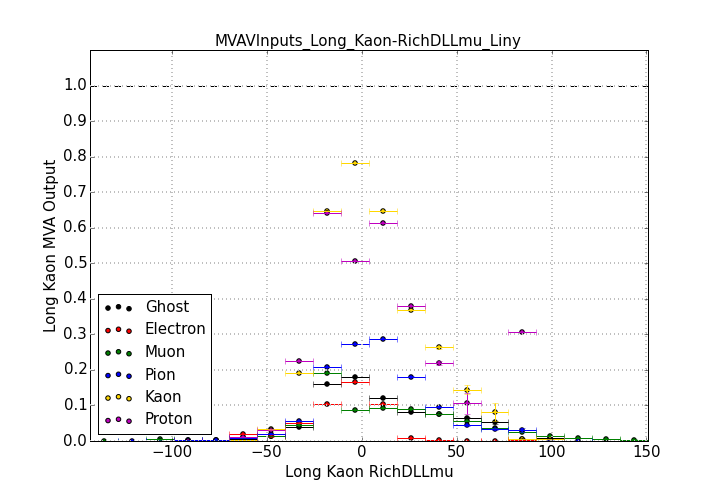 MVAVInputs_Long_Kaon-RichDLLmu_Liny
Long Kaon MVA Output
1.0
0.9
0.8
0.7
0.6
0.5
0.4
0.3
0.2
0.1
0.0
Ghost
Electron
Muon
Pion
Kaon
Proton
−100 −50 0 50 100 150
Long Kaon RichDLLmu